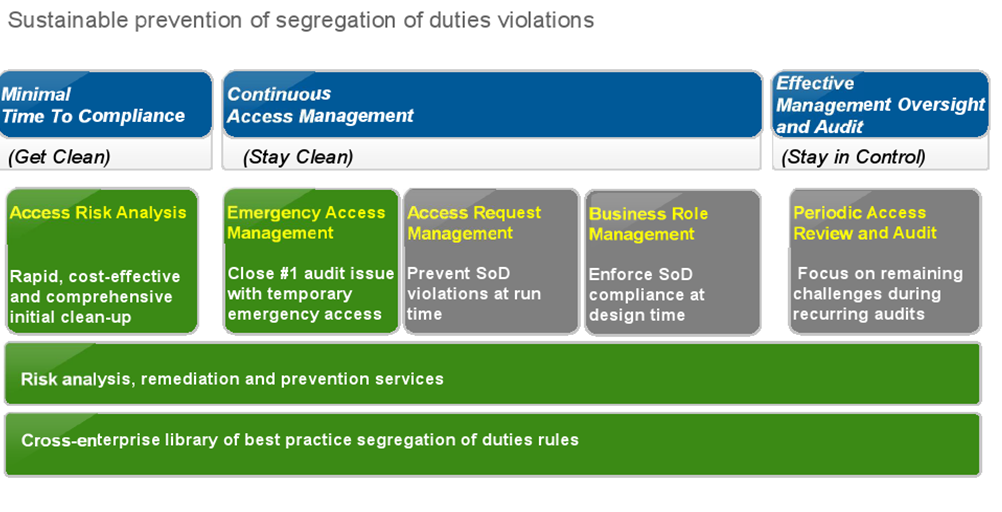 Sustainable prevention of segregation of duties violations
Minimal
Time To Compliance
(Get Clean)
Continuous
Access Management
(Stay Clean)
Effective
Management Oversight
and Audit
(Stay in Control)
Access Risk Analysis
Rapid, cost-effective
and comprehensive
initial clean-up
Emergency Access
Management
Close #1 audit issue
with temporary
emergency access
Access Request
Management
Prevent SoD
violations at run
time
Business Role
Management
Enforce SoD
compliance at
design time
Periodic Access
Review and Audit
Focus on remaining
challenges during
recurring audits
Risk analysis, remediation and prevention services
Cross-enterprise library of best practice segregation of duties rules